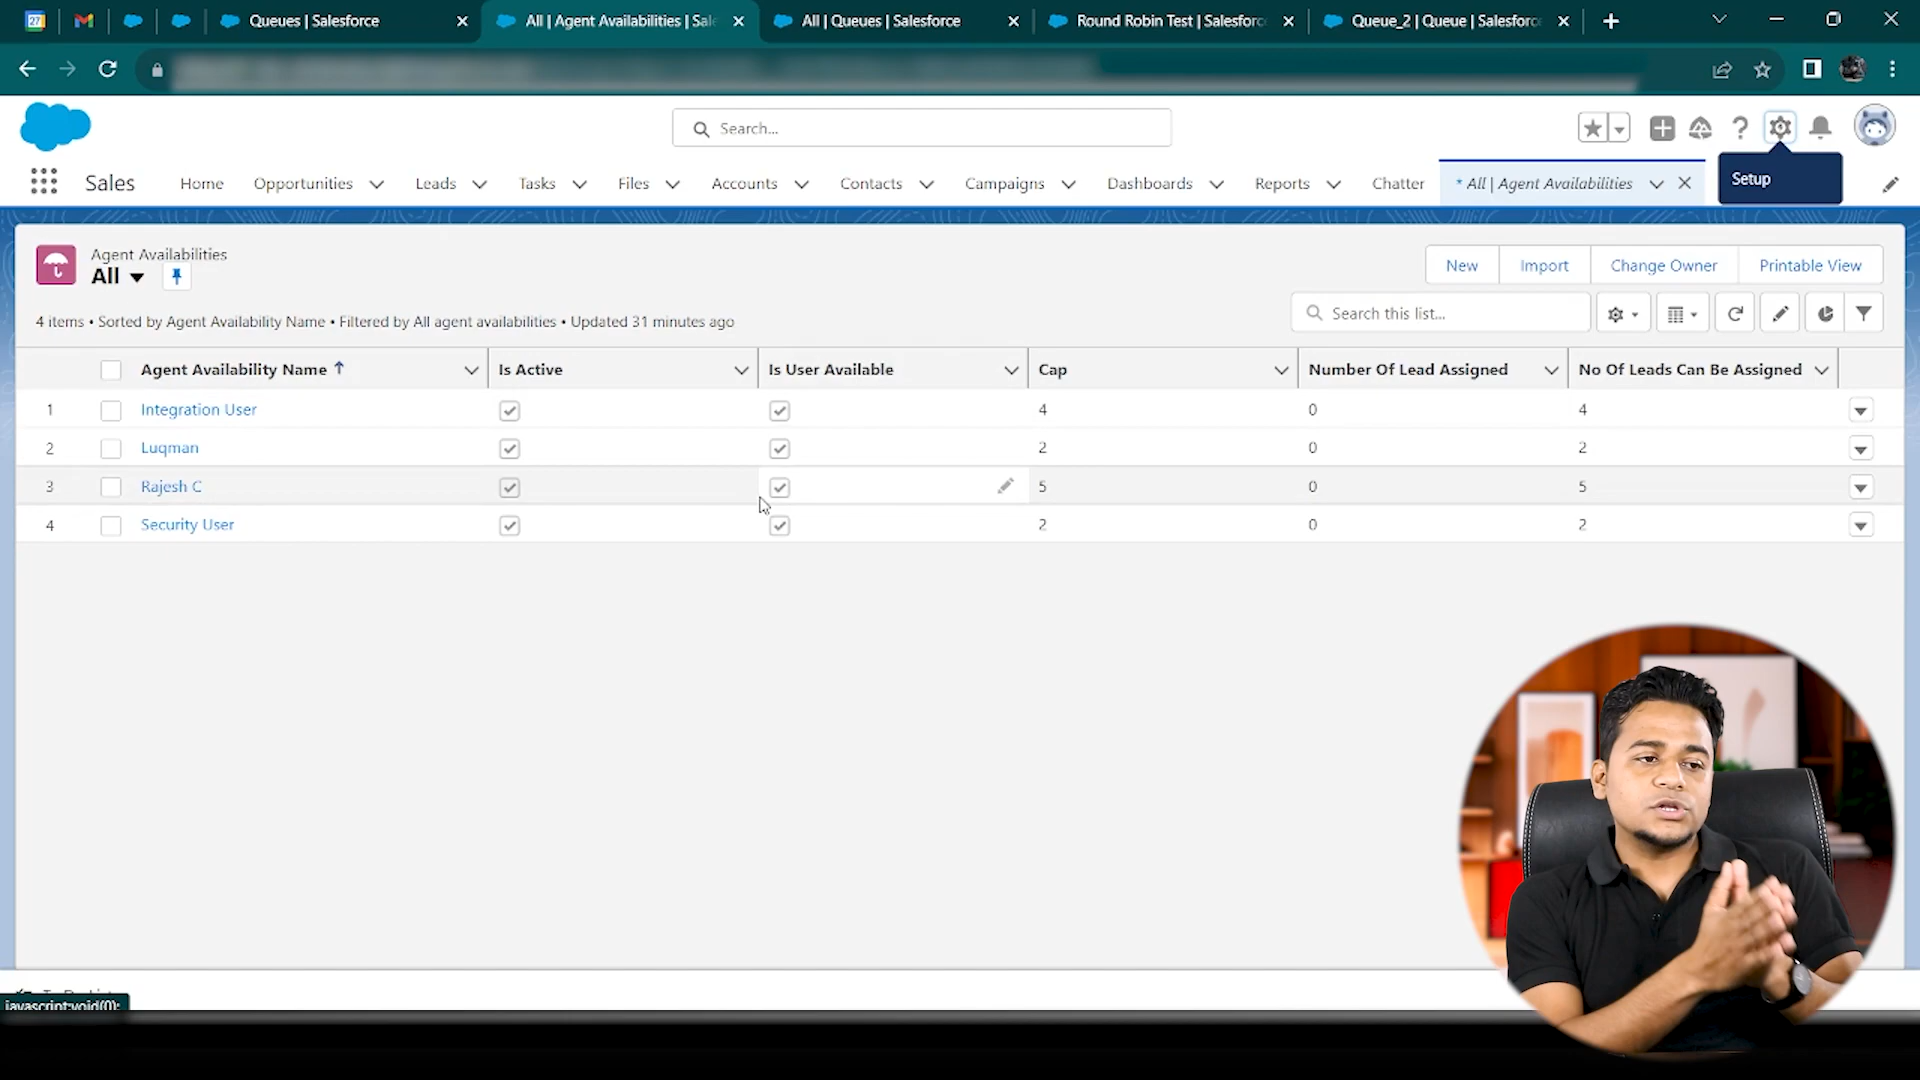 27
Queues | Salesforce
All | Agent Availabilities | Sal
All | Queues | Salesforce
Round Robin Test | Salesforc
Queue_2 | Queue | Salesforc
Search...
Setup
Sales
Home
Opportunities
Leads
Tasks
Files
Accounts
Contacts
Campaigns
Dashboards
Reports
Chatter
* All | Agent Availabilities
Agent Availabilities
All
New
Import
Change Owner
Printable View
4 items • Sorted by Agent Availability Name • Filtered by All agent availabilities • Updated 31 minutes ago
Search this list...
Agent Availability Name Is Active Is User Available Cap Number Of Lead Assigned No Of Leads Can Be Assigned
1 Integration User 4 0 4
2 Luqman 2 0 2
3 Rajesh C 5 0 5
4 Security User 2 0 2
javascript:void(0);